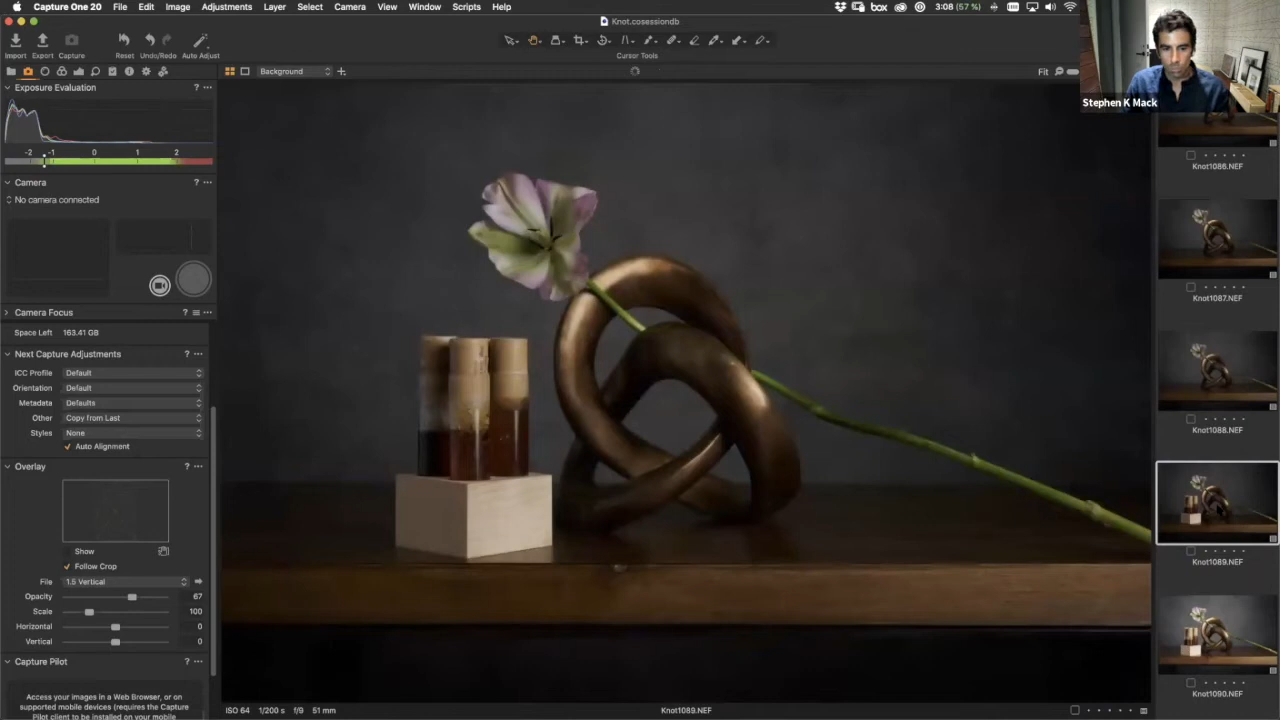 Capture One 20 File Edit Image Adjustments Layer Select Camera View Window Scripts Help
box 3:08 (57 %)
Knot.cosessiondb
Import Export Capture Reset Undo/Redo Auto Adjust Cursor Tools
Background Fit
Stephen K Mack
Exposure Evaluation ?
-2 -1 0 1 2
Camera ?
No camera connected
Camera Focus ?
Space Left 163.41 GB
Next Capture Adjustments ?
ICC Profile Default
Orientation Default
Metadata Defaults
Other Copy from Last
Styles None
Auto Alignment
Overlay ?
Show
Follow Crop
File 1.5 Vertical
Opacity 67
Scale 100
Horizontal 0
Vertical 0
Capture Pilot ?
Access your images in a Web Browser, or on
supported mobile devices (requires the Capture
Pilot client to be installed on your mobile
ISO 64 1/200 s f/9 51 mm
Knot1089.NEF
Knot1086.NEF
Knot1087.NEF
Knot1088.NEF
Knot1089.NEF
Knot1090.NEF